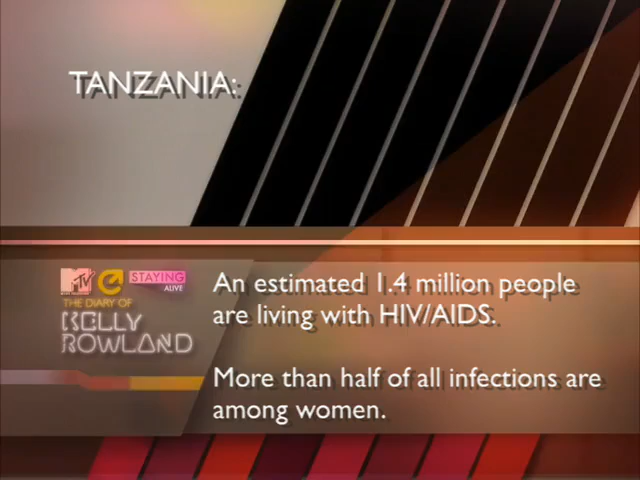 TANZANIA:
MTV
STAYING
ALIVE
THE DIARY OF
KELLY
ROWLAND
An estimated 1.4 million people
are living with HIV/AIDS.
More than half of all infections are
among women.